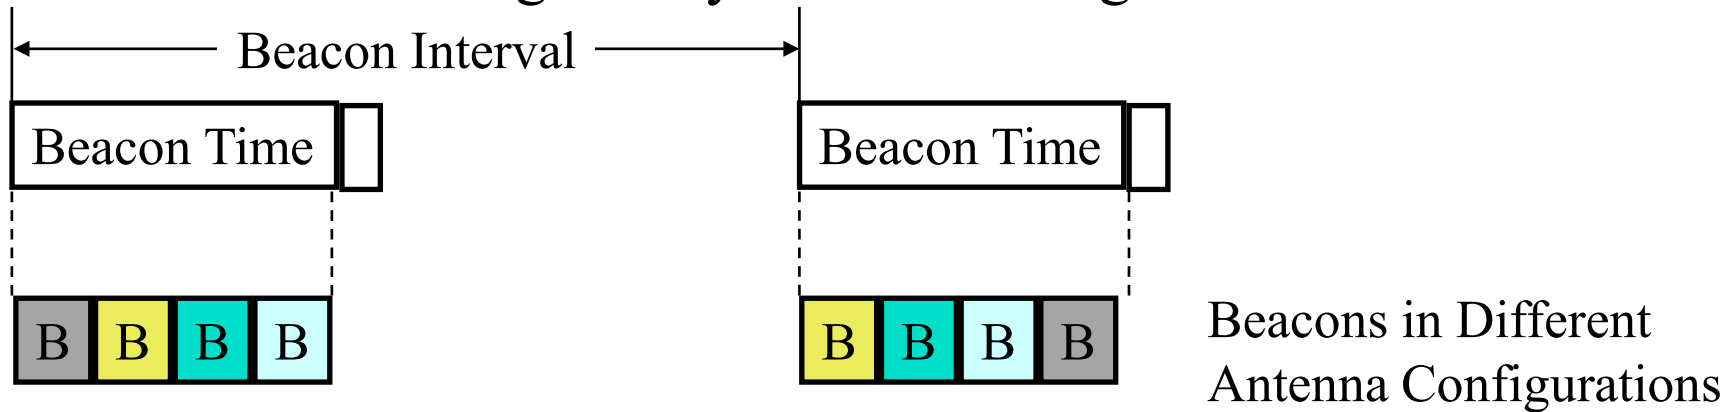 Beacon Interval
Beacon Time
Beacon Time
B B B B
B B B B
Beacons in Different
Antenna Configurations